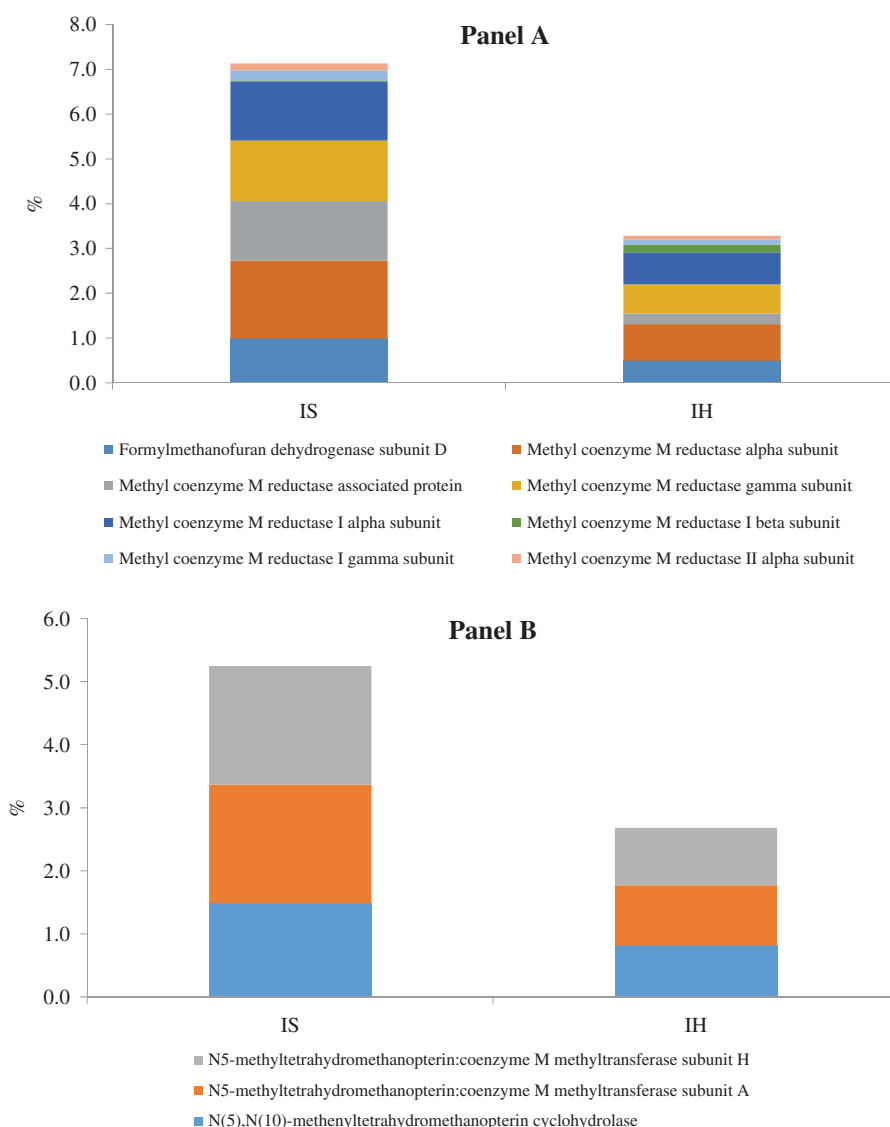 Panel A
8.0
7.0
6.0
5.0
4.0
3.0
2.0
1.0
0.0
%
IS IH
Formylmethanofuran dehydrogenase subunit D Methyl coenzyme M reductase alpha subunit
Methyl coenzyme M reductase associated protein Methyl coenzyme M reductase gamma subunit
Methyl coenzyme M reductase I alpha subunit Methyl coenzyme M reductase I beta subunit
Methyl coenzyme M reductase I gamma subunit Methyl coenzyme M reductase II alpha subunit
Panel B
6.0
5.0
4.0
3.0
2.0
1.0
0.0
%
IS IH
N5-methyltetrahydromethanopterin:coenzyme M methyltransferase subunit H
N5-methyltetrahydromethanopterin:coenzyme M methyltransferase subunit A
N(5),N(10)-methenyltetrahydromethanopterin cyclohydrolase